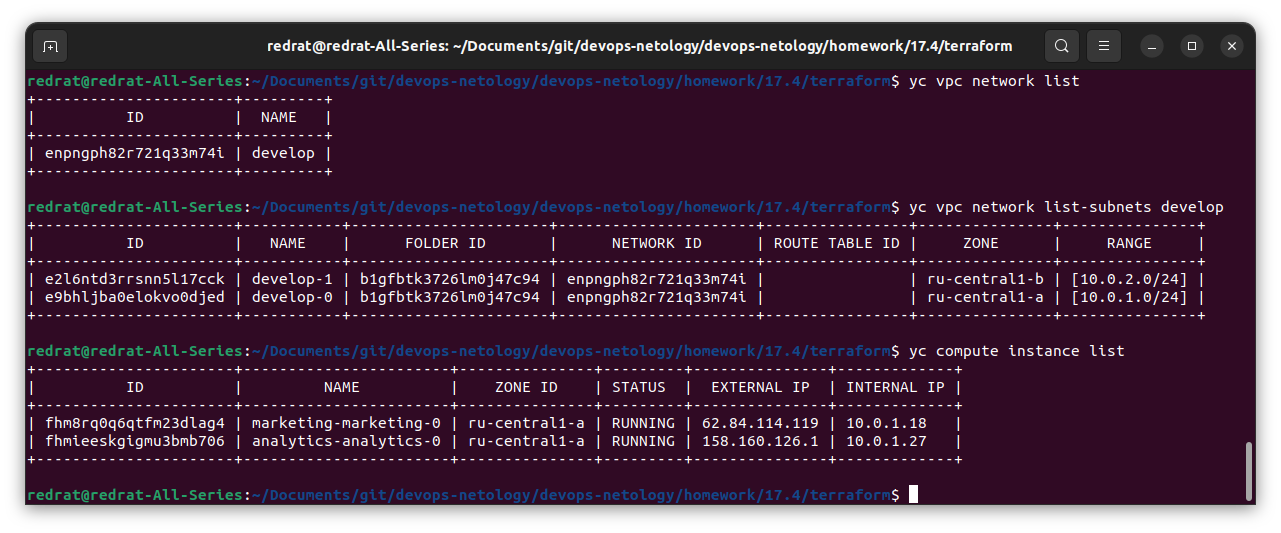 redrat@redrat-All-Series: ~/Documents/git/devops-netology/devops-netology/homework/17.4/terraform
redrat@redrat-All-Series:~/Documents/git/devops-netology/devops-netology/homework/17.4/terraform$ yc vpc network list
+----------------------+---------+
|          ID          |  NAME   |
+----------------------+---------+
| enpngph82r721q33m74i | develop |
+----------------------+---------+
redrat@redrat-All-Series:~/Documents/git/devops-netology/devops-netology/homework/17.4/terraform$ yc vpc network list-subnets develop
+----------------------+-----------+----------------------+----------------------+----------------+---------------+---------------+
|          ID          |   NAME    |      FOLDER ID       |      NETWORK ID      | ROUTE TABLE ID |     ZONE      |     RANGE     |
+----------------------+-----------+----------------------+----------------------+----------------+---------------+---------------+
| e2l6ntd3rrsnn5l17cck | develop-1 | b1gfbtk3726lm0j47c94 | enpngph82r721q33m74i |                | ru-central1-b | [10.0.2.0/24] |
| e9bhljba0elokvo0djed | develop-0 | b1gfbtk3726lm0j47c94 | enpngph82r721q33m74i |                | ru-central1-a | [10.0.1.0/24] |
+----------------------+-----------+----------------------+----------------------+----------------+---------------+---------------+
redrat@redrat-All-Series:~/Documents/git/devops-netology/devops-netology/homework/17.4/terraform$ yc compute instance list
+----------------------+-----------------------+---------------+---------+---------------+-------------+
|          ID          |         NAME          |    ZONE ID    | STATUS  |  EXTERNAL IP  | INTERNAL IP |
+----------------------+-----------------------+---------------+---------+---------------+-------------+
| fhm8rq0q6qtfm23dlag4 | marketing-marketing-0 | ru-central1-a | RUNNING | 62.84.114.119 | 10.0.1.18   |
| fhmieeskgigmu3bmb706 | analytics-analytics-0 | ru-central1-a | RUNNING | 158.160.126.1 | 10.0.1.27   |
+----------------------+-----------------------+---------------+---------+---------------+-------------+
redrat@redrat-All-Series:~/Documents/git/devops-netology/devops-netology/homework/17.4/terraform$